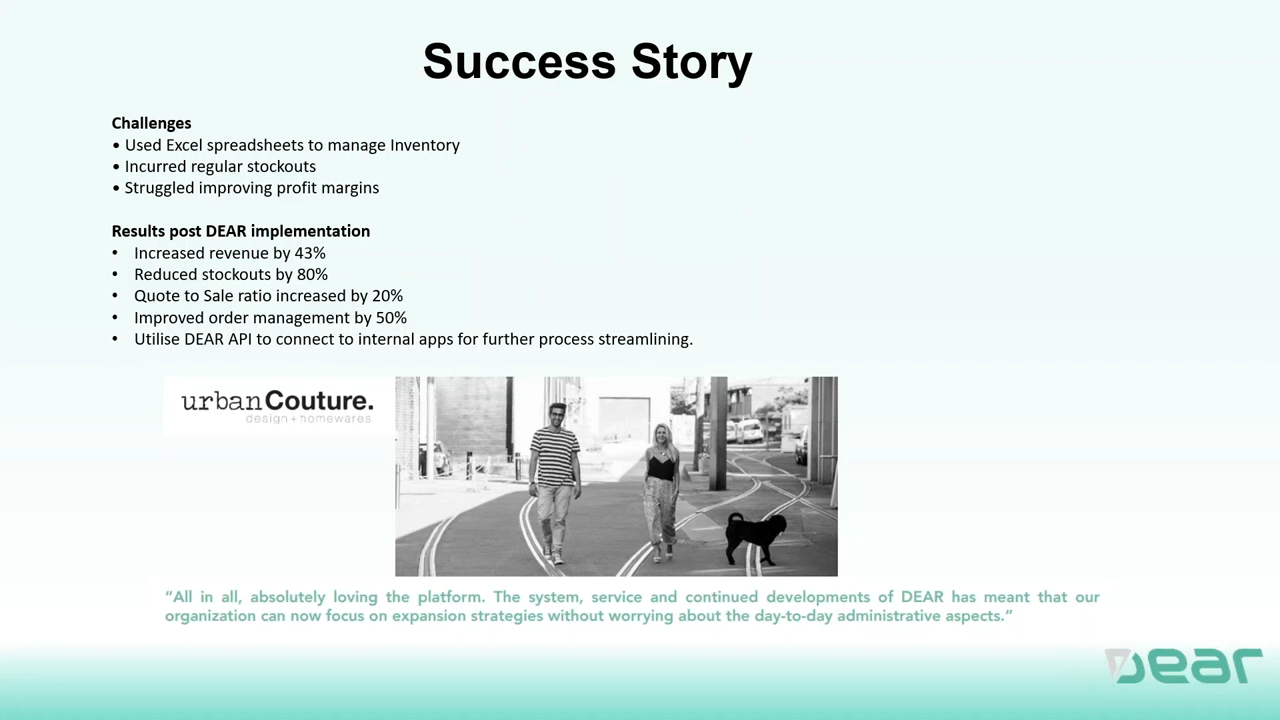 Success Story
Challenges
• Used Excel spreadsheets to manage Inventory
• Incurred regular stockouts
• Struggled improving profit margins
Results post DEAR implementation
• Increased revenue by 43%
• Reduced stockouts by 80%
• Quote to Sale ratio increased by 20%
• Improved order management by 50%
• Utilise DEAR API to connect to internal apps for further process streamlining.
urbanCouture.
design+homewares
“All in all, absolutely loving the platform. The system, service and continued developments of DEAR has meant that our
organization can now focus on expansion strategies without worrying about the day-to-day administrative aspects.”
Dear